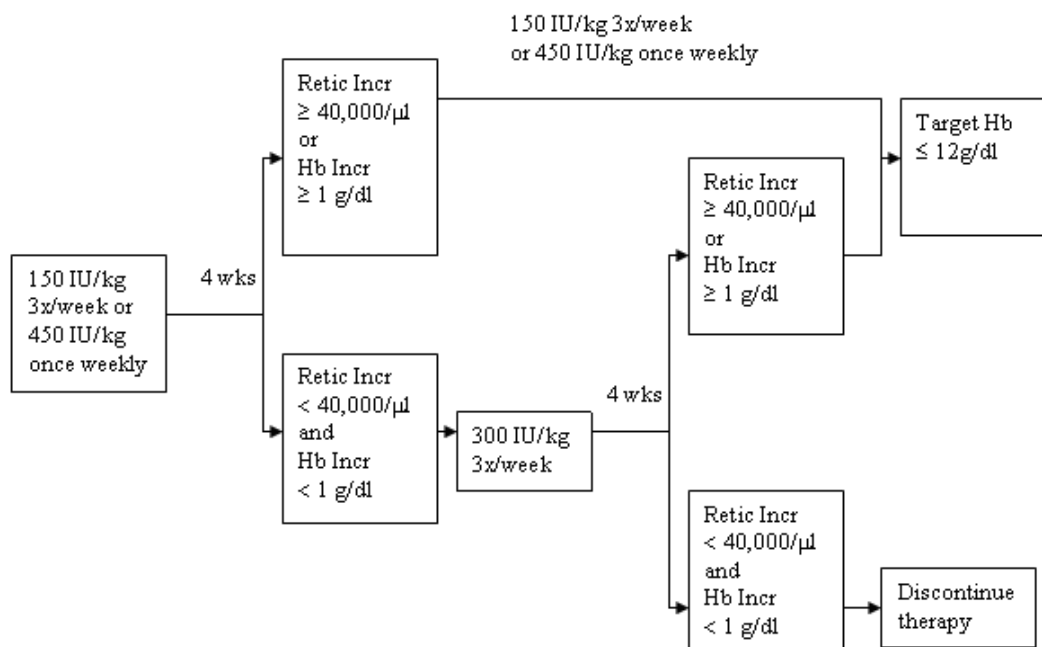 150 IU/kg 3x/week
or 450 IU/kg once weekly
Retic Incr
≥ 40,000/µl
or
Hb Incr
≥ 1 g/dl
Target Hb
≤ 12g/dl
Retic Incr
≥ 40,000/µl
or
Hb Incr
≥ 1 g/dl
150 IU/kg
3x/week or
450 IU/kg
once weekly
4 wks
Retic Incr
< 40,000/µl
and
Hb Incr
< 1 g/dl
300 IU/kg
3x/week
4 wks
Retic Incr
< 40,000/µl
and
Hb Incr
< 1 g/dl
Discontinue
therapy